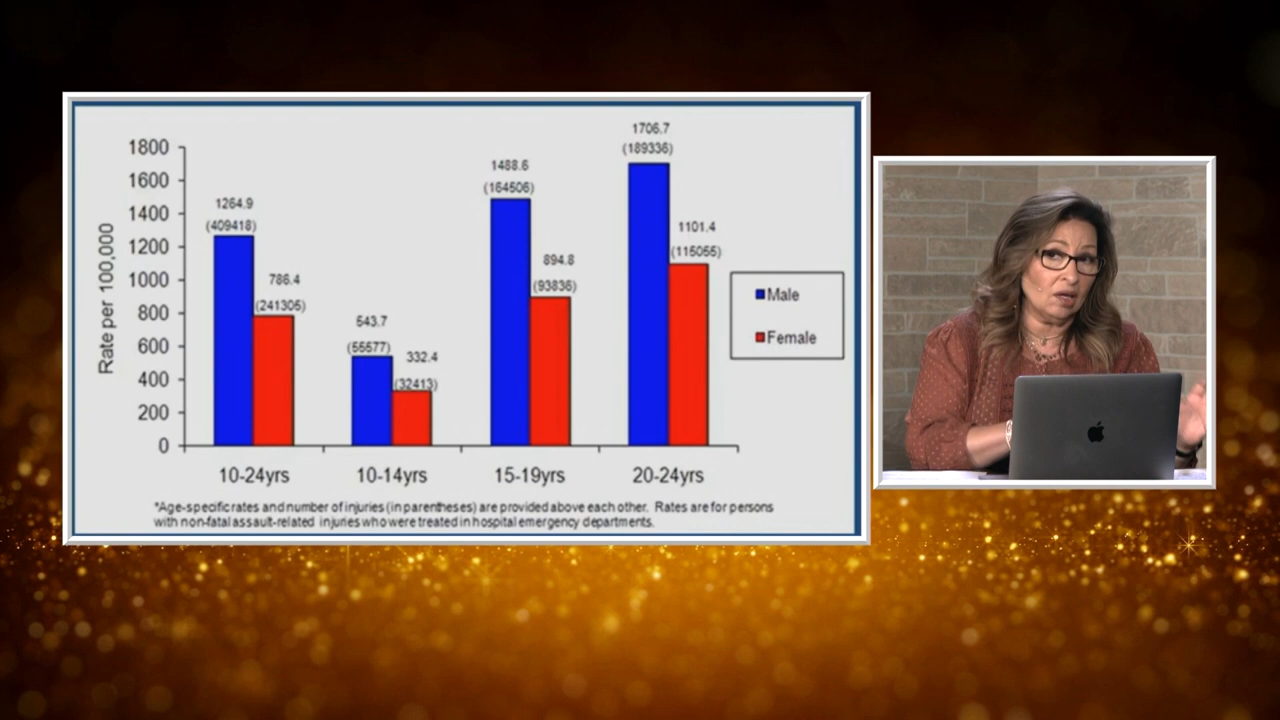 1706.7
1800
(189336)
1488.6
1600
(164506)
1264.9
1400
(409418)
1101.4
1200
(115055)
894.8
1000
786.4
(93836)
800
(241305)
543.7
600
(55577)
332.4
400
(32413)
200
0
Rate per 100,000
Male
Female
10-24yrs
10-14yrs
15-19yrs
20-24yrs
*Age-specific rates and number of injuries (in parentheses) are provided above each other. Rates are for persons
with non-fatal assault-related injuries who were treated in hospital emergency departments.